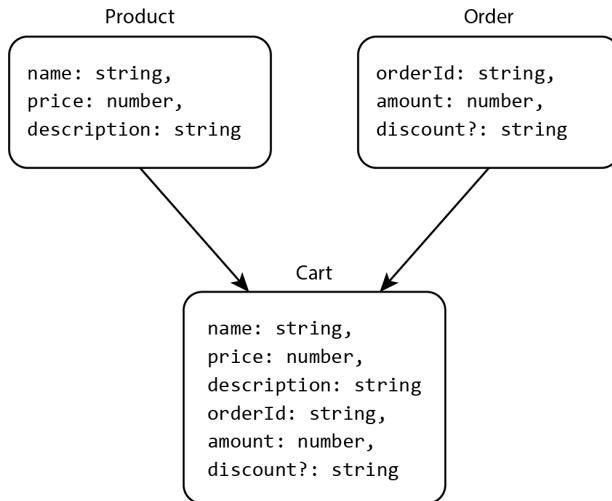 Product
name: string,
price: number,
description: string
Order
orderId: string,
amount: number,
discount?: string
Cart
name: string,
price: number,
description: string
orderId: string,
amount: number,
discount?: string